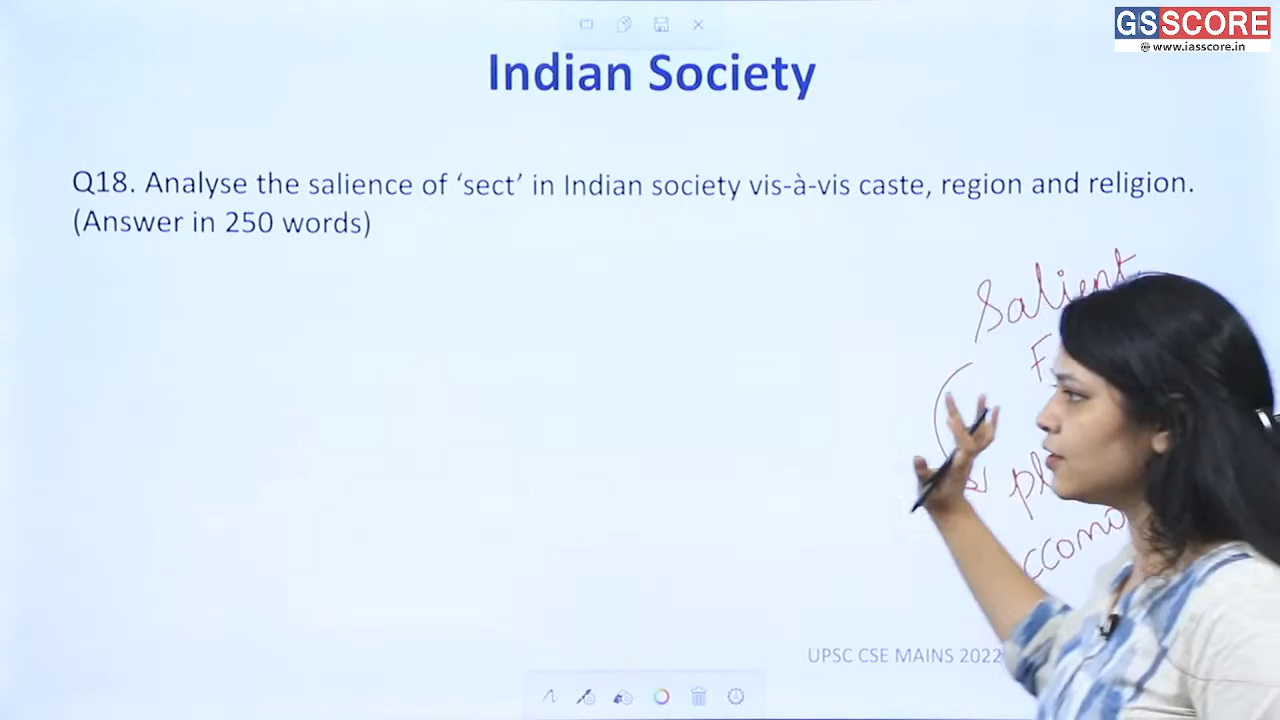 GSSCORE
www.iasscore.in
Indian Society
Q18. Analyse the salience of ‘sect’ in Indian society vis-à-vis caste, region and religion.
(Answer in 250 words)
Salient
UPSC CSE MAINS 2022